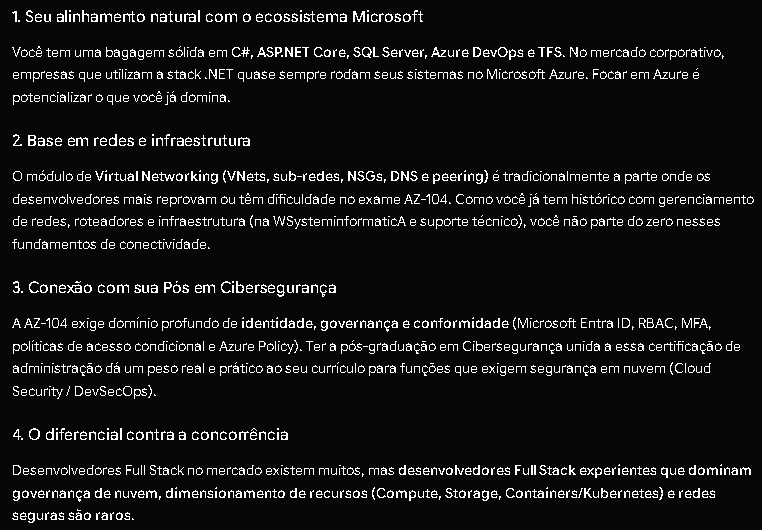 1. Seu alinhamento natural com o ecossistema Microsoft
Você tem uma bagagem sólida em C#, ASP.NET Core, SQL Server, Azure DevOps e TFS. No mercado corporativo,
empresas que utilizam a stack .NET quase sempre rodam seus sistemas no Microsoft Azure. Focar em Azure é
potencializar o que você já domina.
2. Base em redes e infraestrutura
O módulo de Virtual Networking (VNets, sub-redes, NSGs, DNS e peering) é tradicionalmente a parte onde os
desenvolvedores mais reprovam ou têm dificuldade no exame AZ-104. Como você já tem histórico com gerenciamento
de redes, roteadores e infraestrutura (na WSysteminformaticA e suporte técnico), você não parte do zero nesses
fundamentos de conectividade.
3. Conexão com sua Pós em Cibersegurança
A AZ-104 exige domínio profundo de identidade, governança e conformidade (Microsoft Entra ID, RBAC, MFA,
políticas de acesso condicional e Azure Policy). Ter a pós-graduação em Cibersegurança unida a essa certificação de
administração dá um peso real e prático ao seu currículo para funções que exigem segurança em nuvem (Cloud
Security / DevSecOps).
4. O diferencial contra a concorrência
Desenvolvedores Full Stack no mercado existem muitos, mas desenvolvedores Full Stack experientes que dominam
governança de nuvem, dimensionamento de recursos (Compute, Storage, Containers/Kubernetes) e redes
seguras são raros.